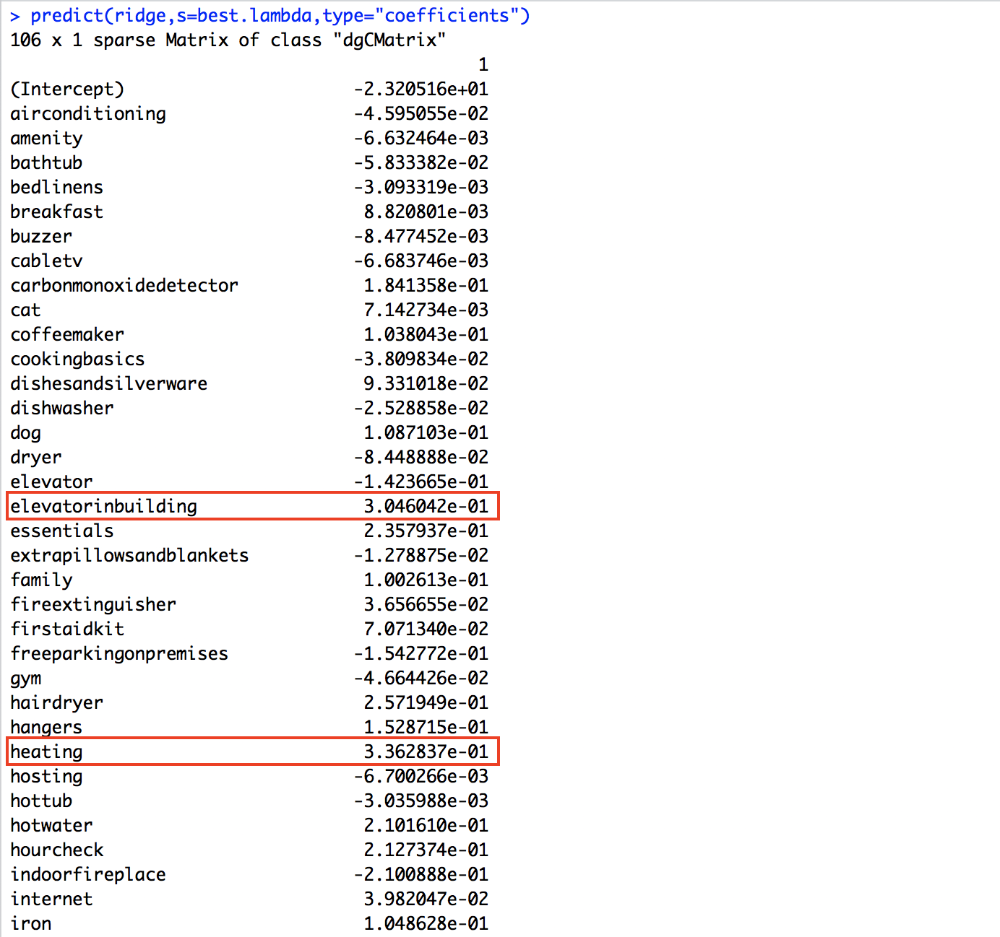 > predict(ridge,s=best.lambda,type="coefficients")
106 x 1 sparse Matrix of class "dgCMatrix"
1
(Intercept) -2.320516e+01
airconditioning -4.595055e-02
amenity -6.632464e-03
bathtub -5.833382e-02
bedlinens -3.093319e-03
breakfast 8.820801e-03
buzzer -8.477452e-03
cabletv -6.683746e-03
carbonmonoxidedetector 1.841358e-01
cat 7.142734e-03
coffeemaker 1.038043e-01
cookingbasics -3.809834e-02
dishesandsilverware 9.331018e-02
dishwasher -2.528858e-02
dog 1.087103e-01
dryer -8.448888e-02
elevator -1.423665e-01
elevatorinbuilding 3.046042e-01
essentials 2.357937e-01
extrapillowsandblankets -1.278875e-02
family 1.002613e-01
fireextinguisher 3.656655e-02
firstaidkit 7.071340e-02
freeparkingonpremises -1.542772e-01
gym -4.664426e-02
hairdryer 2.571949e-01
hangers 1.528715e-01
heating 3.362837e-01
hosting -6.700266e-03
hottub -3.035988e-03
hotwater 2.101610e-01
hourcheck 2.127374e-01
indoorfireplace -2.100888e-01
internet 3.982047e-02
iron 1.048628e-01